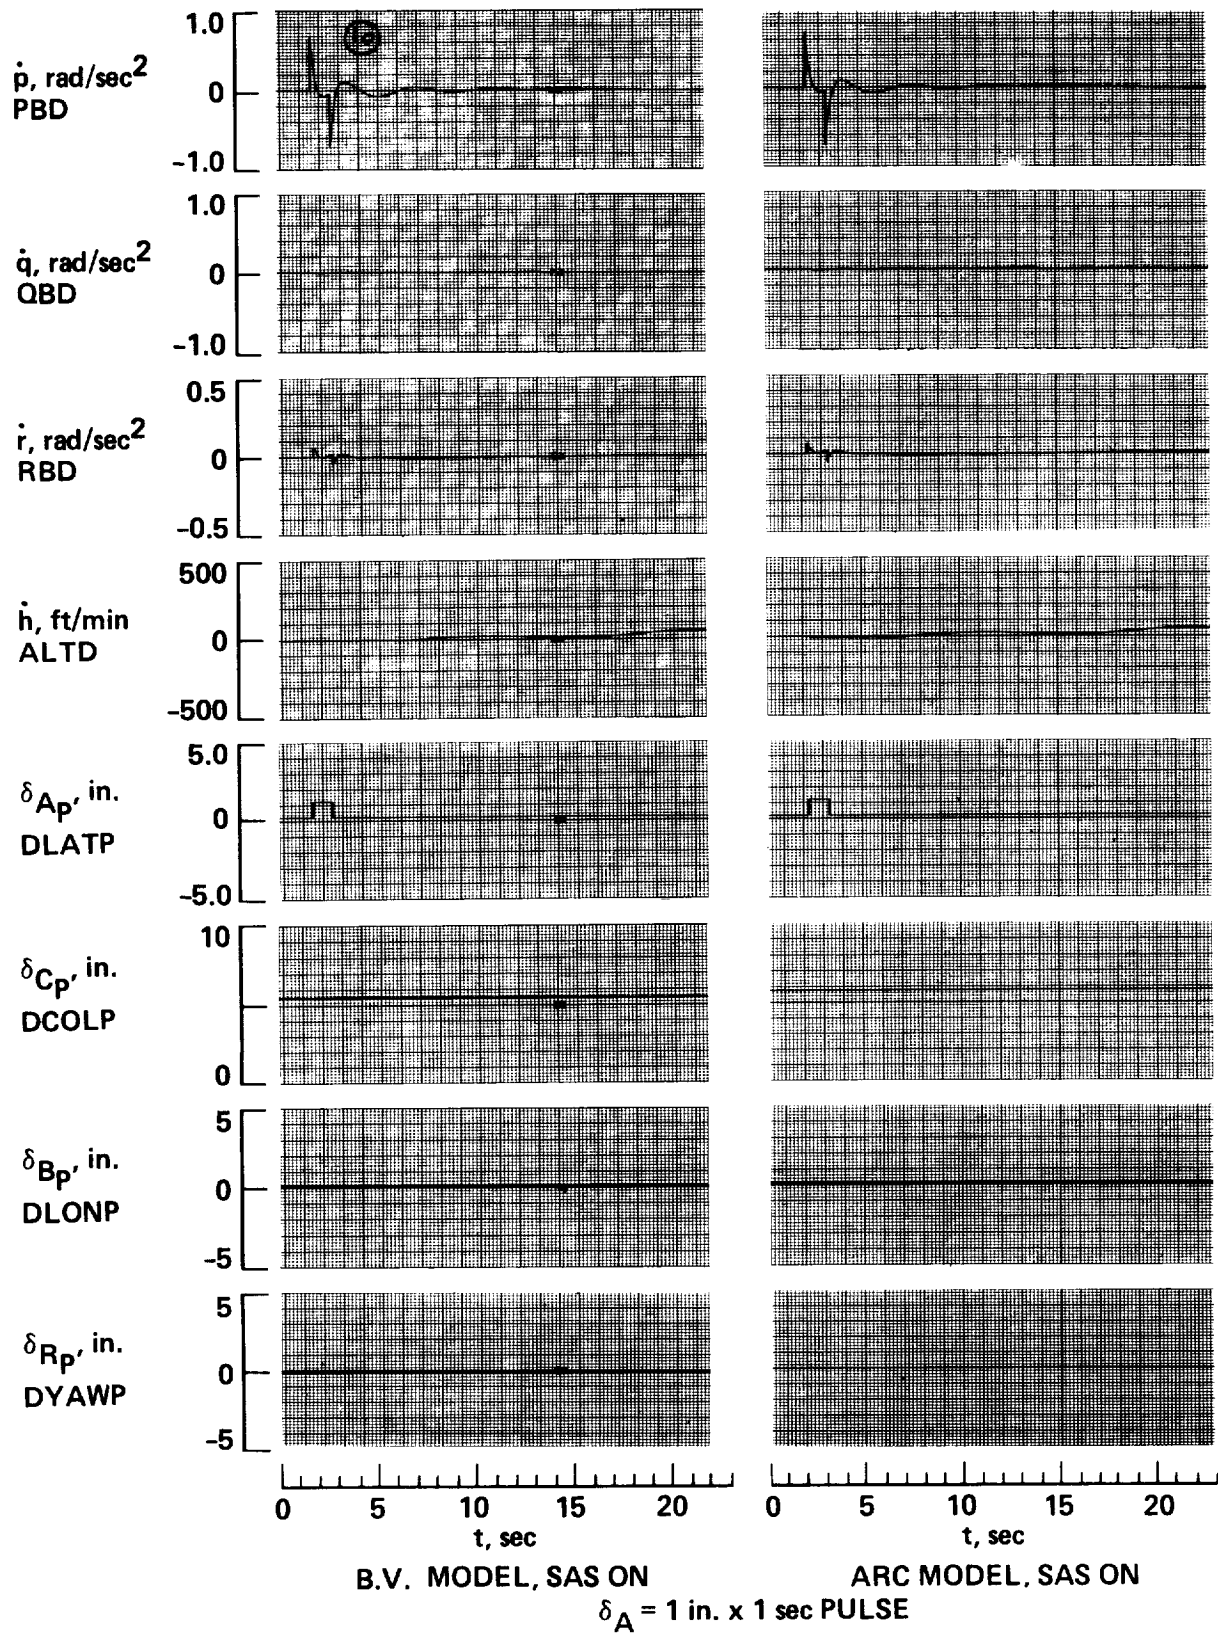 1.0
ṗ, rad/sec2
PBD
0
-1.0
1.0
q̇, rad/sec2
QBD
0
-1.0
0.5
ṙ, rad/sec2
RBD
0
-0.5
500
ḣ, ft/min
ALTD
0
-500
5.0
δAp, in.
DLATP
0
-5.0
10
δCp, in.
DCOLP
0
5
δBp, in.
DLONP
0
-5
5
δRp, in.
DYAWP
0
-5
0 5 10 15 20
t, sec
0 5 10 15 20
t, sec
B.V. MODEL, SAS ON
ARC MODEL, SAS ON
δA = 1 in. x 1 sec PULSE